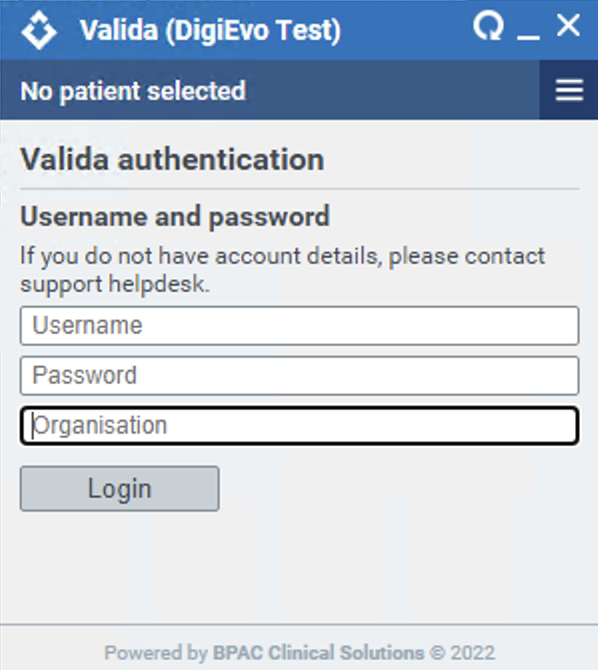 Valida (DigiEvo Test)
No patient selected
Valida authentication
Username and password
If you do not have account details, please contact
support helpdesk.
Username
Password
Organisation
Login
Powered by BPAC Clinical Solutions © 2022